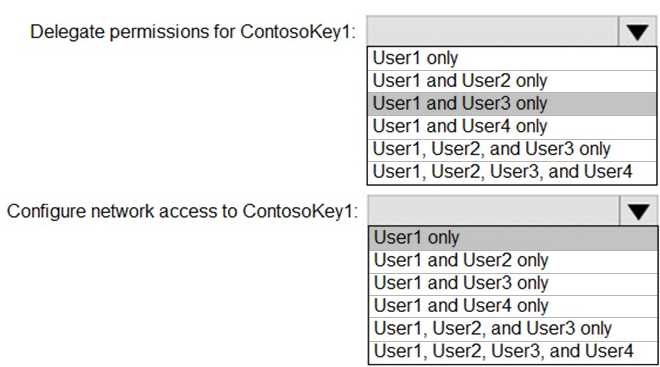 Delegate permissions for ContosoKey1:
User1 only
User1 and User2 only
User1 and User3 only
User1 and User4 only
User1, User2, and User3 only
User1, User2, User3, and User4
Configure network access to ContosoKey1:
User1 only
User1 and User2 only
User1 and User3 only
User1 and User4 only
User1, User2, and User3 only
User1, User2, User3, and User4